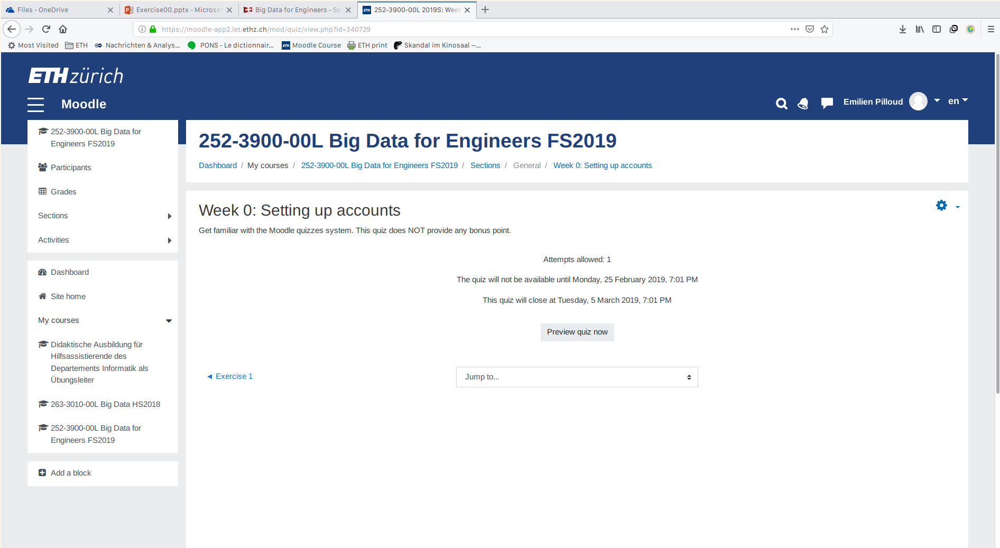 Files - OneDrive
Exercise00.pptx - Microsof
Big Data for Engineers - Sp
252-3900-00L 2019S: Week
https://moodle-app2.let.ethz.ch/mod/quiz/view.php?id=340729
Most Visited
ETH
Nachrichten & Analys...
PONS - Le dictionnair...
Moodle Course
ETH print
Skandal im Kinosaal —...
ETH zürich
Moodle
Emilien Pilloud
en
252-3900-00L Big Data for
Engineers FS2019
Participants
Grades
Sections
Activities
Dashboard
Site home
My courses
Didaktische Ausbildung für
Hilfsassistierende des
Departements Informatik als
Übungsleiter
263-3010-00L Big Data HS2018
252-3900-00L Big Data for
Engineers FS2019
Add a block
252-3900-00L Big Data for Engineers FS2019
Dashboard / My courses / 252-3900-00L Big Data for Engineers FS2019 / Sections / General / Week 0: Setting up accounts
Week 0: Setting up accounts
Get familiar with the Moodle quizzes system. This quiz does NOT provide any bonus point.
Attempts allowed: 1
The quiz will not be available until Monday, 25 February 2019, 7:01 PM
This quiz will close at Tuesday, 5 March 2019, 7:01 PM
Preview quiz now
◄ Exercise 1
Jump to...